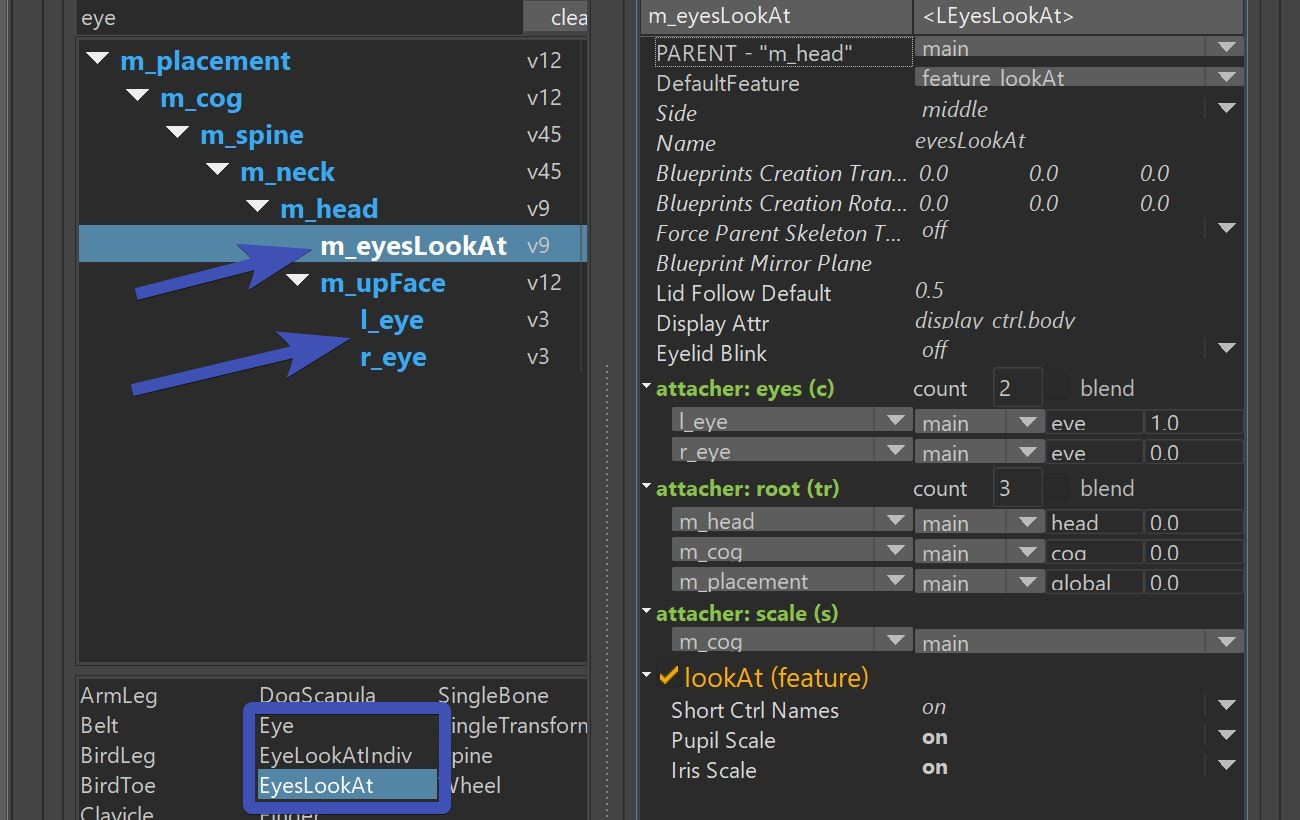 eye clea
m_placement v12
m_cog v12
m_spine v45
m_neck v45
m_head v9
m_eyesLookAt v9
m_upFace v12
l_eye v3
r_eye v3
ArmLeg DogScapula SingleBone
Belt Eye ingleTransforn
BirdLeg EyeLookAtIndiv pine
BirdToe EyesLookAt Wheel
Clavicle Finger
m_eyesLookAt <LEyesLookAt>
PARENT - "m_head" main
DefaultFeature feature_lookAt
Side middle
Name eyesLookAt
Blueprints Creation Tran... 0.0 0.0 0.0
Blueprints Creation Rota... 0.0 0.0 0.0
Force Parent Skeleton T... off
Blueprint Mirror Plane
Lid Follow Default 0.5
Display Attr display_ctrl.body
Eyelid Blink off
attacher: eyes (c) count 2 blend
l_eye main eye 1.0
r_eye main eye 0.0
attacher: root (tr) count 3 blend
m_head main head 0.0
m_cog main cog 0.0
m_placement main global 0.0
attacher: scale (s)
m_cog main
lookAt (feature)
Short Ctrl Names on
Pupil Scale on
Iris Scale on